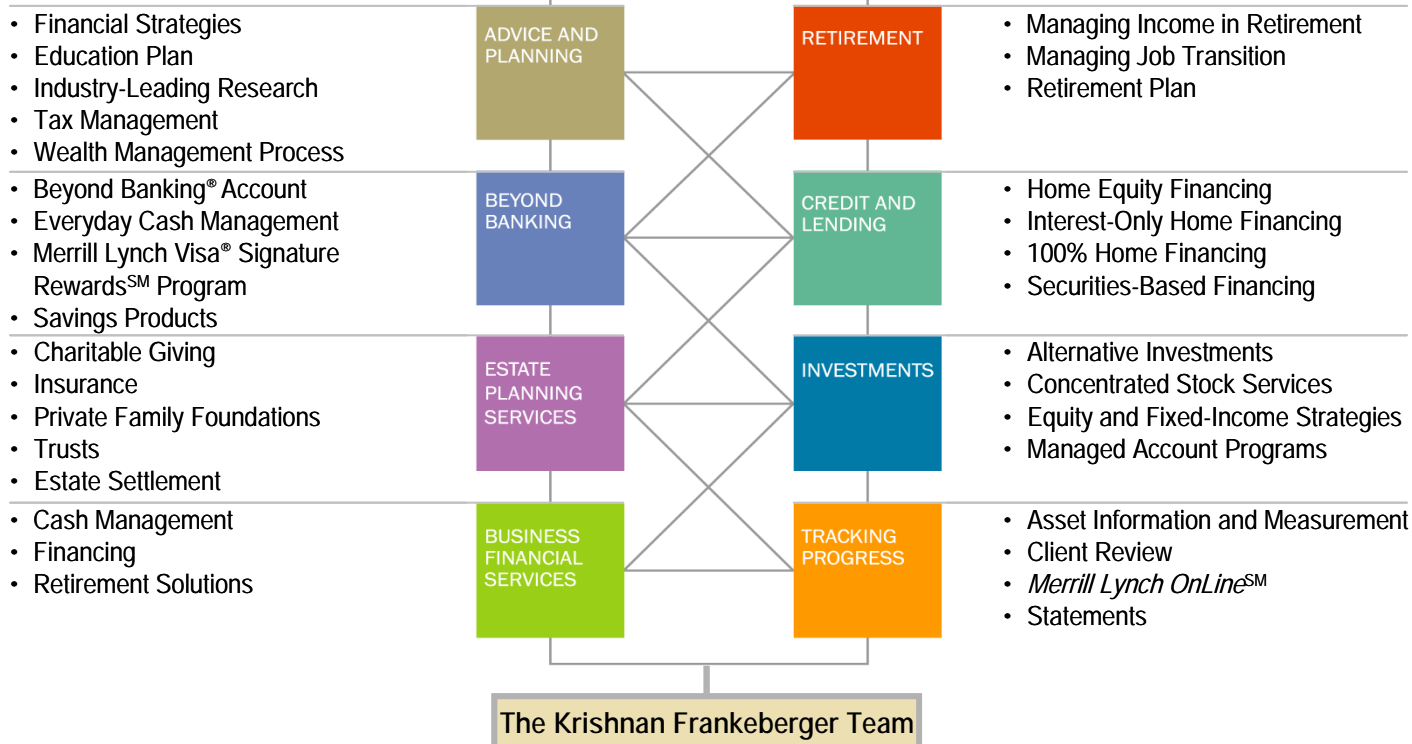 • Financial Strategies
• Education Plan
• Industry-Leading Research
• Tax Management
• Wealth Management Process
ADVICE AND
PLANNING
RETIREMENT
• Managing Income in Retirement
• Managing Job Transition
• Retirement Plan
• Beyond Banking® Account
• Everyday Cash Management
• Merrill Lynch Visa® Signature
Rewards℠ Program
• Savings Products
BEYOND
BANKING
CREDIT AND
LENDING
• Home Equity Financing
• Interest-Only Home Financing
• 100% Home Financing
• Securities-Based Financing
• Charitable Giving
• Insurance
• Private Family Foundations
• Trusts
• Estate Settlement
ESTATE
PLANNING
SERVICES
INVESTMENTS
• Alternative Investments
• Concentrated Stock Services
• Equity and Fixed-Income Strategies
• Managed Account Programs
• Cash Management
• Financing
• Retirement Solutions
BUSINESS
FINANCIAL
SERVICES
TRACKING
PROGRESS
• Asset Information and Measurement
• Client Review
• Merrill Lynch OnLine℠
• Statements
The Krishnan Frankeberger Team